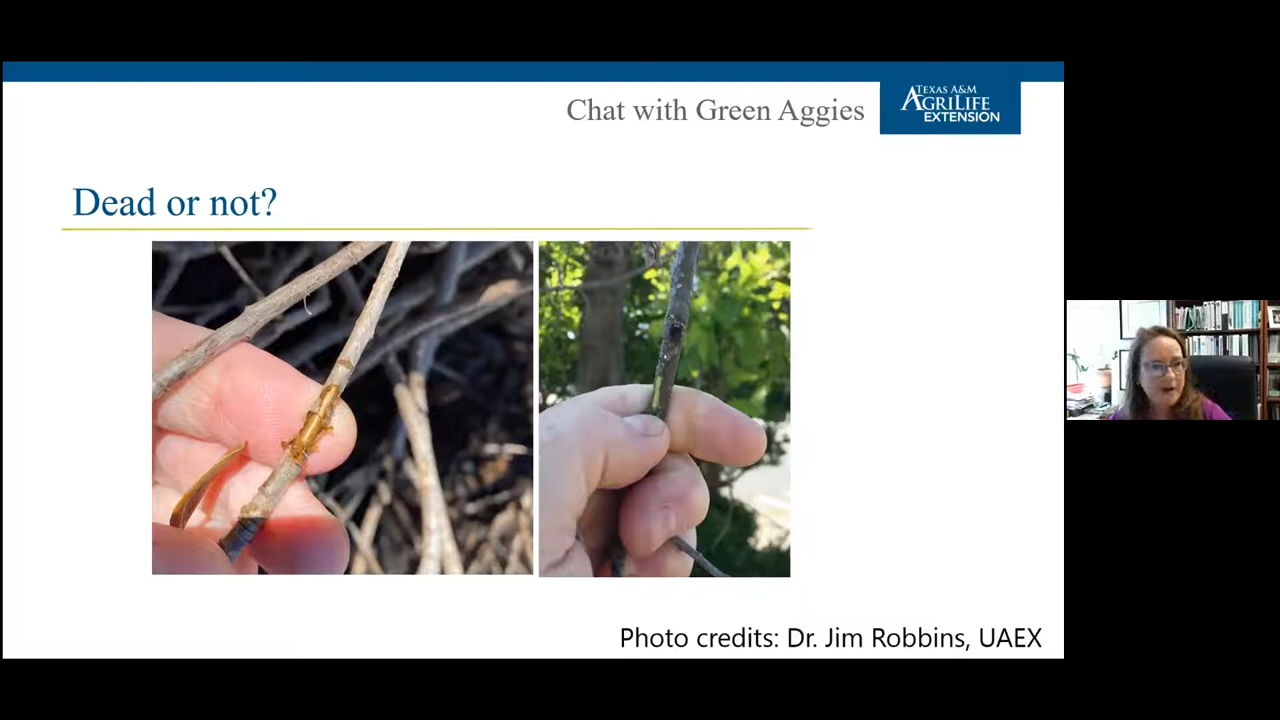 Chat with Green Aggies
TEXAS A&M
AGRILIFE
EXTENSION
Dead or not?
Photo credits: Dr. Jim Robbins, UAEX